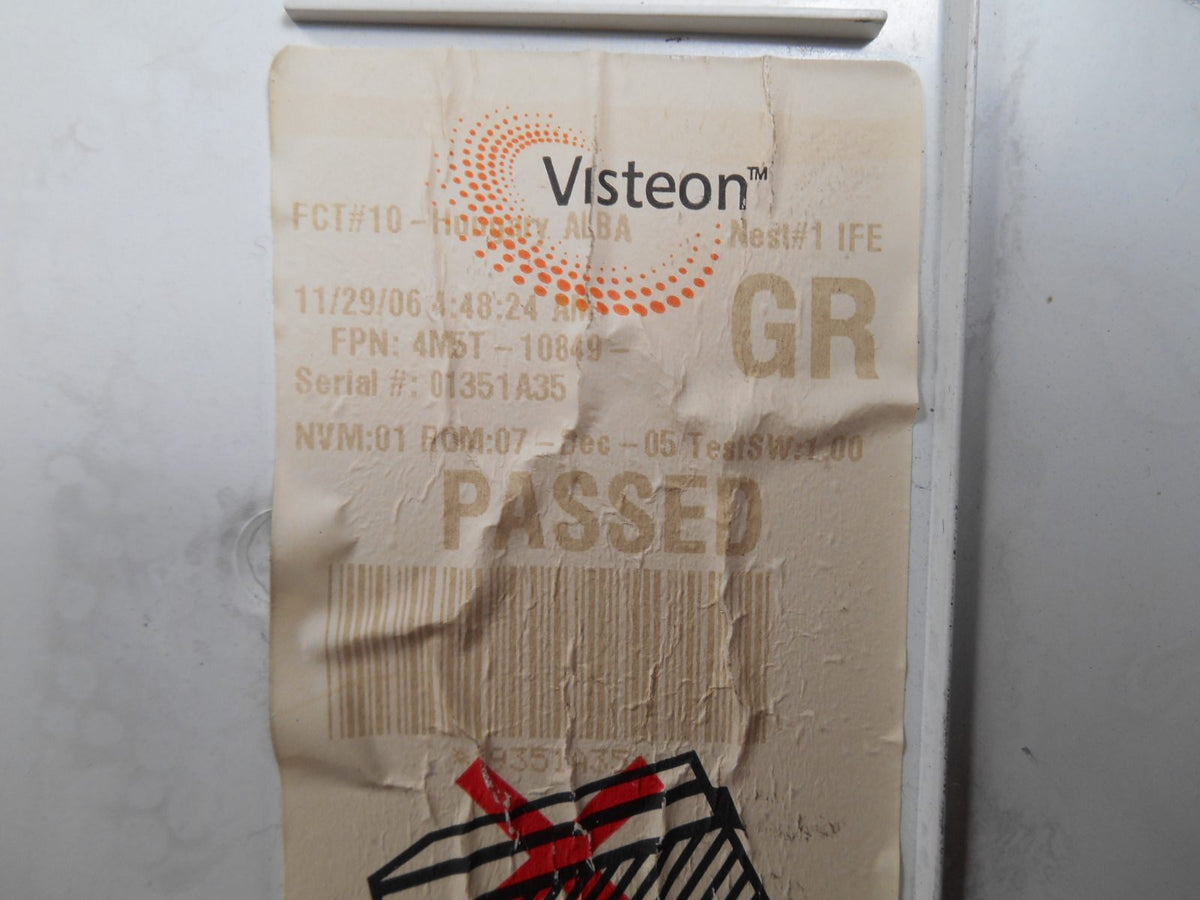 Visteon™
FCT#10 - Hungary ALBA Nest#1 IFE
11/29/06 4:48:24 AM GR
FPN: 4M5T - 10849 -
Serial #: 01351A35
NVM:01 ROM:07 - Dec - 05 TestSW:1.00
PASSED